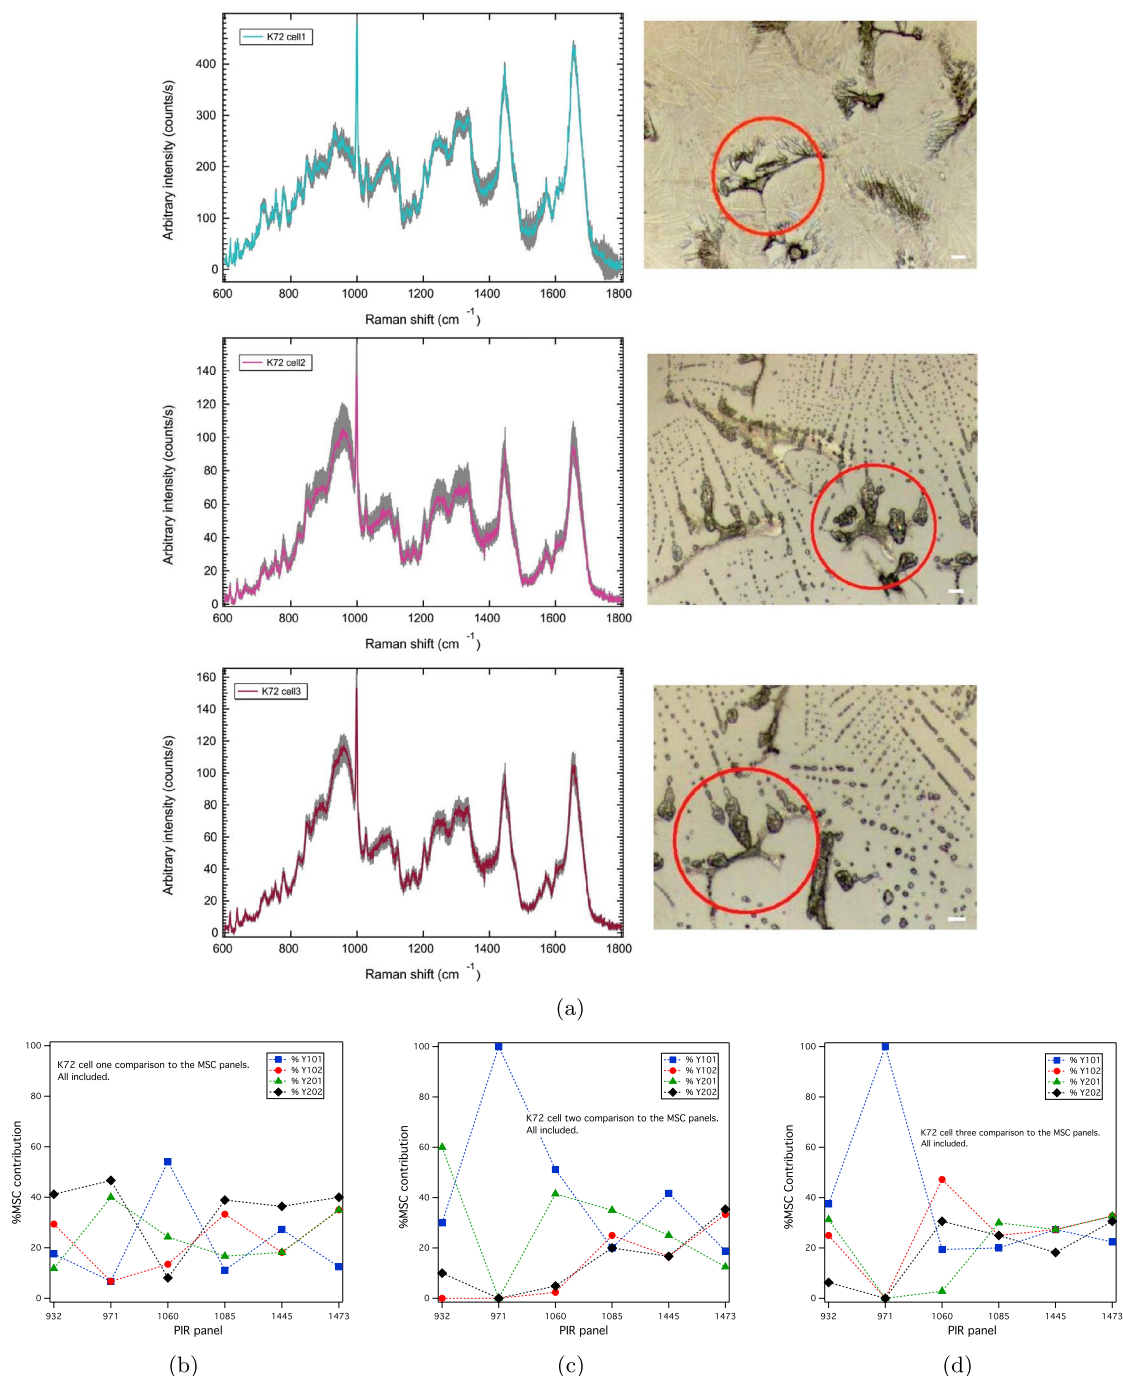 K72 cell1
400
300
200
100
0
Arbitrary intensity (counts/s)
600 800 1000 1200 1400 1600 1800
Raman shift (cm -1)
K72 cell2
140
120
100
80
60
40
20
0
Arbitrary intensity (counts/s)
600 800 1000 1200 1400 1600 1800
Raman shift (cm -1)
K72 cell3
160
140
120
100
80
60
40
20
0
Arbitrary intensity (counts/s)
600 800 1000 1200 1400 1600 1800
Raman shift (cm -1)
(a)
100
80
60
40
20
0
%MSC contribution
K72 cell one comparison to the MSC panels.
All included.
% Y101
% Y102
% Y201
% Y202
932 971 1060 1085 1445 1473
PIR panel
(b)
100
80
60
40
20
0
%MSC contribution
K72 cell two comparison to the MSC panels.
All included.
% Y101
% Y102
% Y201
% Y202
932 971 1060 1085 1445 1473
PIR panel
(c)
100
80
60
40
20
0
%MSC Contribution
K72 cell three comparison to the MSC panels.
All included.
% Y101
% Y102
% Y201
% Y202
932 971 1060 1085 1445 1473
PIR panel
(d)